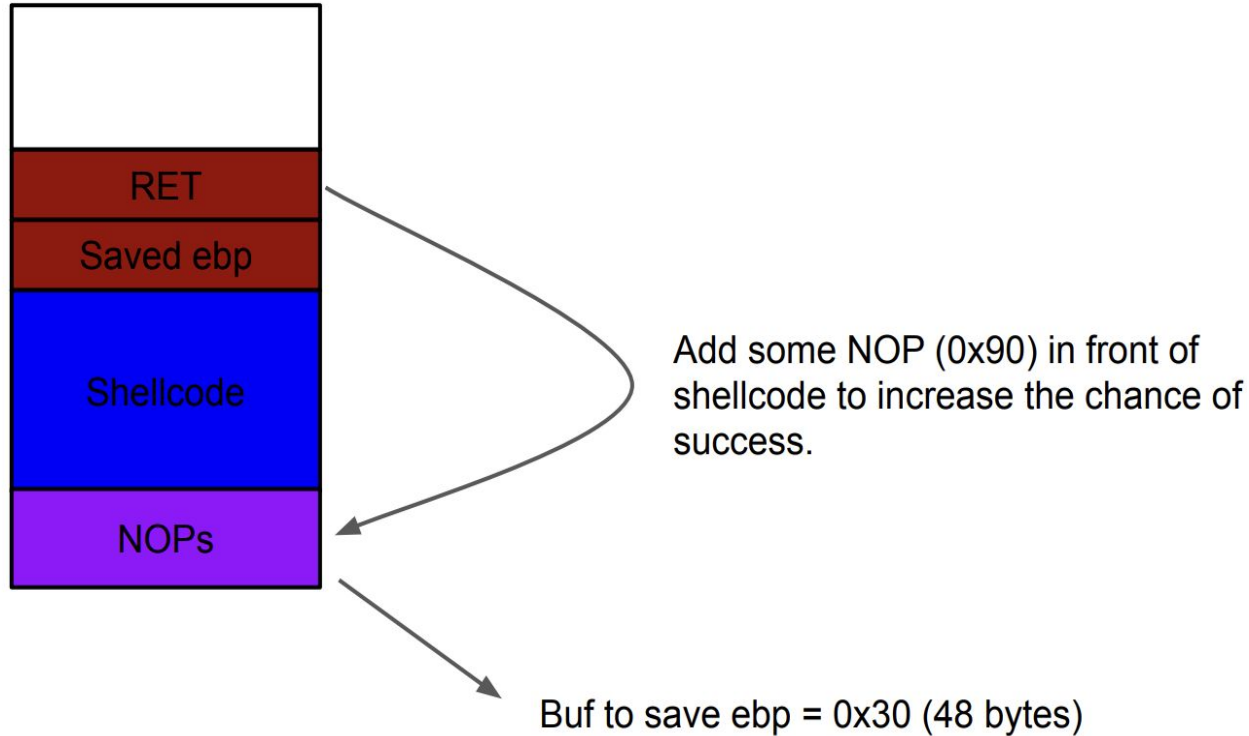 RET
Saved ebp
Shellcode
NOPs
Add some NOP (0x90) in front of
shellcode to increase the chance of
success.
Buf to save ebp = 0x30 (48 bytes)